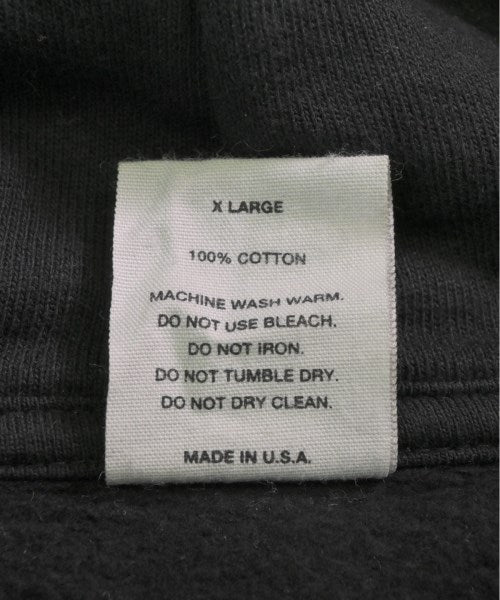 X LARGE
100% COTTON
MACHINE WASH WARM.
DO NOT USE BLEACH.
DO NOT IRON.
DO NOT TUMBLE DRY.
DO NOT DRY CLEAN.
MADE IN U.S.A.